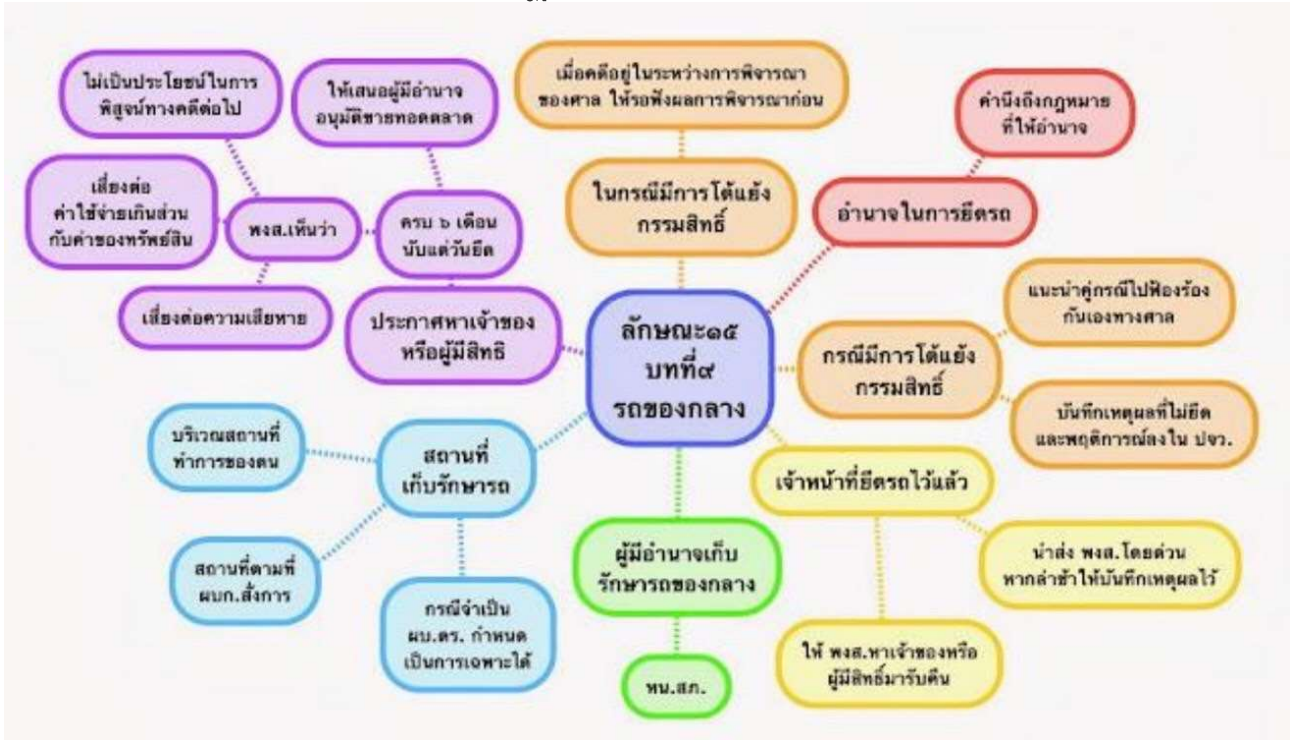 ไม่เป็นประโยชน์ในการ
พิสูจน์ทางคดีต่อไป
ให้เสนอผู้มีอำนาจ
อนุมัติขายทอดตลาด
เมื่อคดีอยู่ในระหว่างการพิจารณา
ของศาล ให้รอฟังผลการพิจารณาก่อน
คำนึงถึงกฎหมาย
ที่ให้อำนาจ
เสี่ยงต่อ
ค่าใช้จ่ายเกินส่วน
กับค่าของทรัพย์สิน
พงส.เห็นว่า
ครบ ๖ เดือน
นับแต่วันยึด
ในกรณีมีการโต้แย้ง
กรรมสิทธิ์
อำนาจในการยึดรถ
เสี่ยงต่อความเสียหาย
ประกาศหาเจ้าของ
หรือผู้มีสิทธิ
ลักษณะ๑๕
บทที่๙
รถของกลาง
กรณีมีการโต้แย้ง
กรรมสิทธิ์
แนะนำคู่กรณีไปฟ้องร้อง
กันเองทางศาล
บันทึกเหตุผลที่ไม่ยึด
และพฤติการณ์ลงใน ปจว.
บริเวณสถานที่
ทำการของตน
สถานที่
เก็บรักษารถ
เจ้าหน้าที่ยึดรถไว้แล้ว
สถานที่ตามที่
ผบก.สั่งการ
กรณีจำเป็น
ผบ.ตร. กำหนด
เป็นการเฉพาะได้
ผู้มีอำนาจเก็บ
รักษารถของกลาง
หน.สภ.
นำส่ง พงส.โดยด่วน
หากล่าช้าให้บันทึกเหตุผลไว้
ให้ พงส.หาเจ้าของหรือ
ผู้มีสิทธิ์มารับคืน